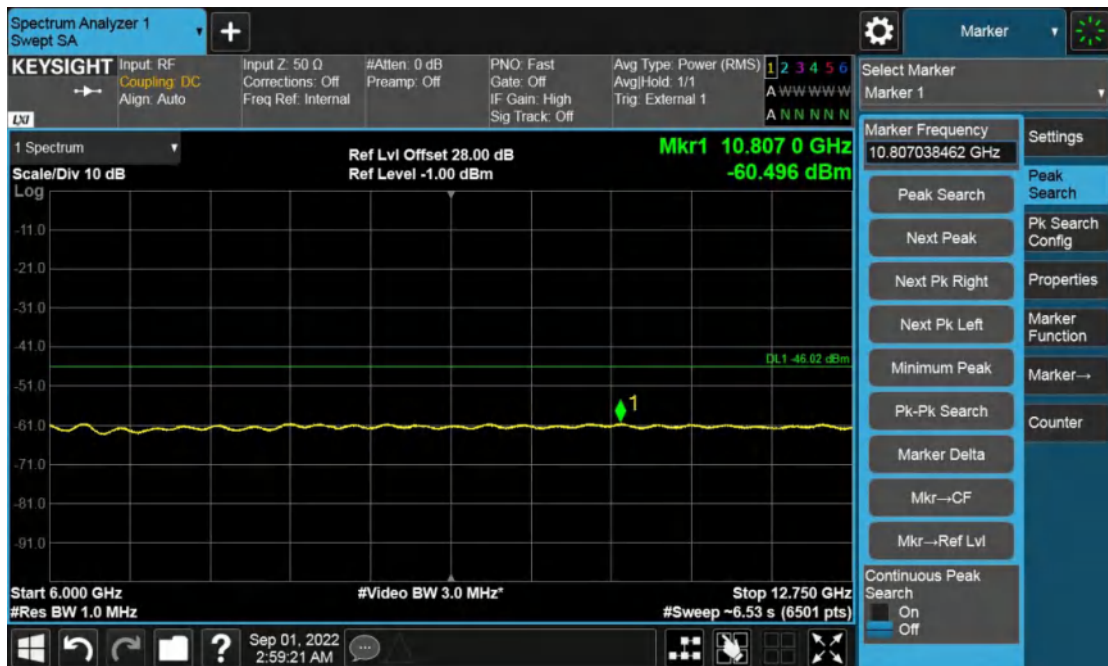 Spectrum Analyzer 1
Swept SA
+
Marker
KEYSIGHT
LXI
Input: RF
Coupling: DC
Align: Auto
Input Z: 50 Ω
Corrections: Off
Freq Ref: Internal
#Atten: 0 dB
Preamp: Off
PNO: Fast
Gate: Off
IF Gain: High
Sig Track: Off
Avg Type: Power (RMS)
Avg|Hold: 1/1
Trig: External 1
1 2 3 4 5 6
A W W W W W
A N N N N N
Select Marker
Marker 1
1 Spectrum
Scale/Div 10 dB
Log
Ref Lvl Offset 28.00 dB
Ref Level -1.00 dBm
Mkr1 10.807 0 GHz
-60.496 dBm
-11.0
-21.0
-31.0
-41.0
DL1 -46.02 dBm
-51.0
1
-61.0
-71.0
-81.0
-91.0
Start 6.000 GHz
#Res BW 1.0 MHz
#Video BW 3.0 MHz*
Stop 12.750 GHz
#Sweep ~6.53 s (6501 pts)
Marker Frequency
10.807038462 GHz
Peak Search
Next Peak
Next Pk Right
Next Pk Left
Minimum Peak
Pk-Pk Search
Marker Delta
Mkr→CF
Mkr→Ref Lvl
Continuous Peak
Search
On
Off
Settings
Peak
Search
Pk Search
Config
Properties
Marker
Function
Marker→
Counter
?
Sep 01, 2022
2:59:21 AM